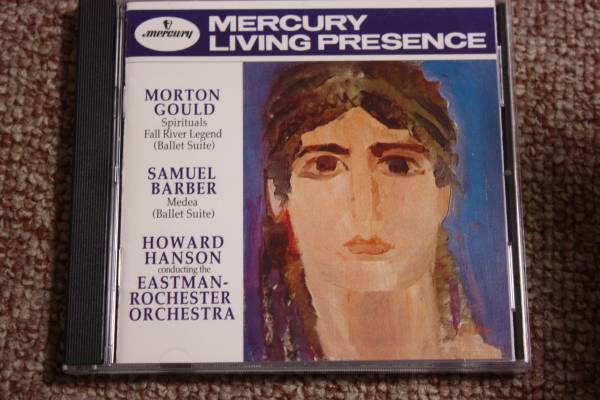 mercury
MERCURY
LIVING PRESENCE
MORTON
GOULD
Spirituals
Fall River Legend
(Ballet Suite)
SAMUEL
BARBER
Medea
(Ballet Suite)
HOWARD
HANSON
conducting the
EASTMAN-
ROCHESTER
ORCHESTRA